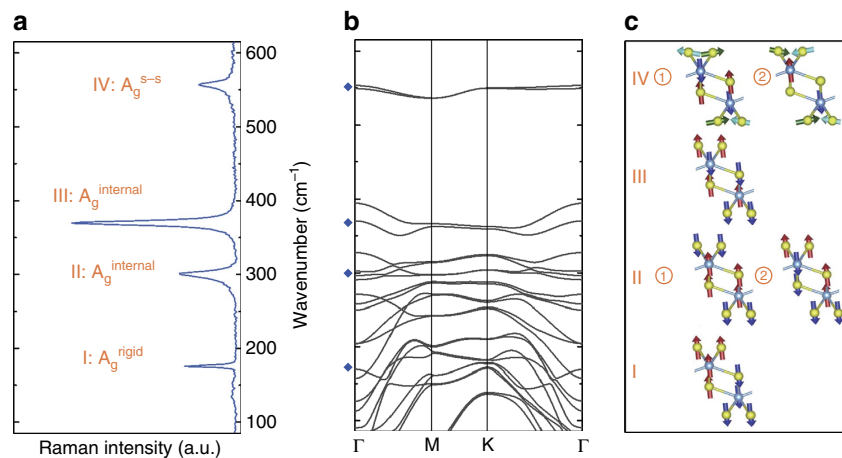 a
IV: Ag s–s
III: Ag internal
II: Ag internal
I: Ag rigid
Raman intensity (a.u.)
600
550
500
400
300
200
100
Wavenumber (cm–1)
b
Γ M K Γ
c
IV 1 2
III
II 1 2
I